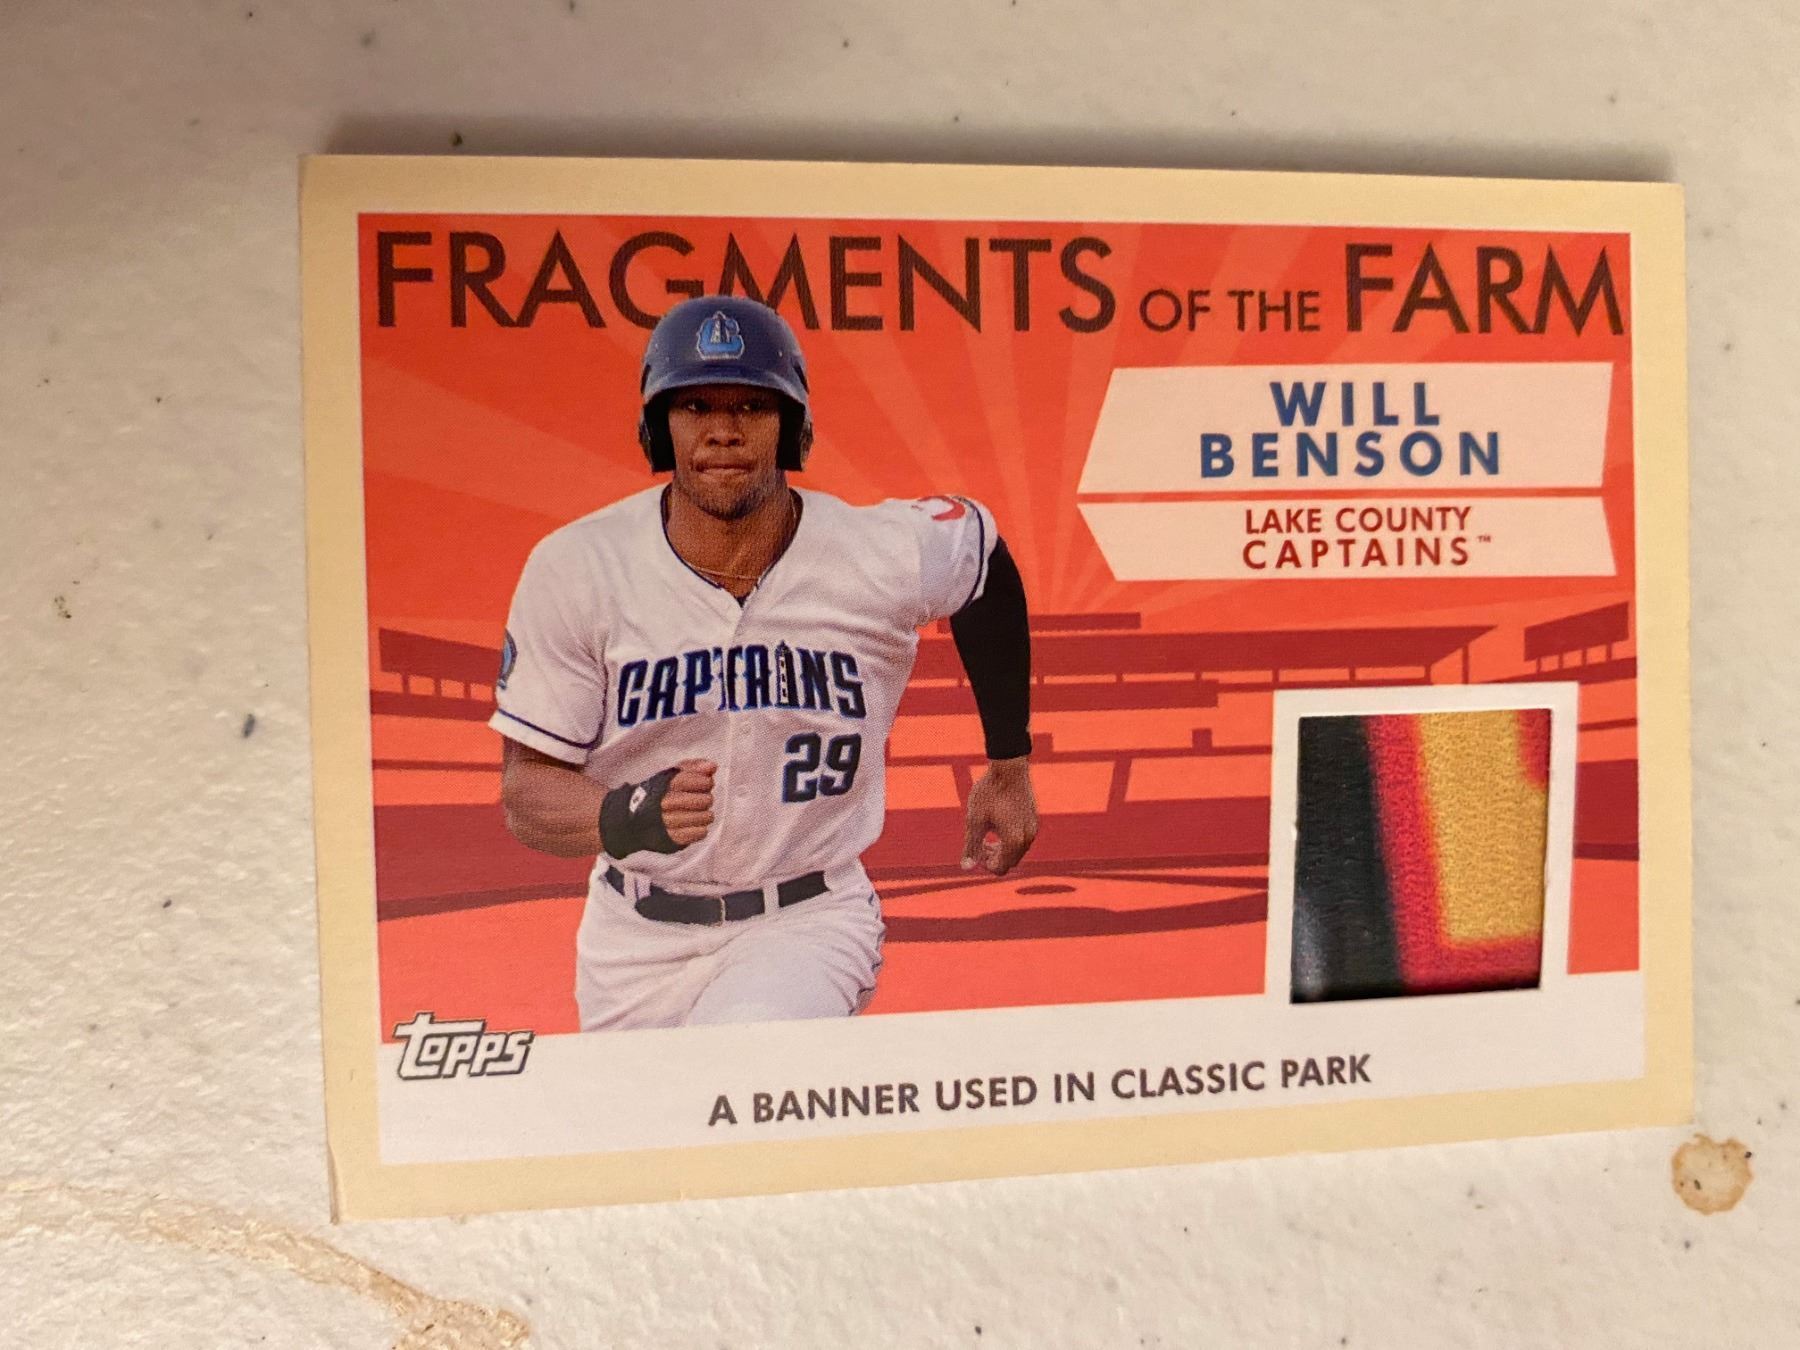 FRAGMENTS OF THE FARM
WILL
BENSON
LAKE COUNTY
CAPTAINS™
CAPTAINS
29
Topps
A BANNER USED IN CLASSIC PARK